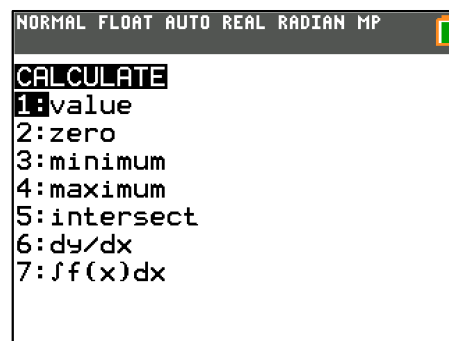 NORMAL FLOAT AUTO REAL RADIAN MP
CALCULATE
1:value
2:zero
3:minimum
4:maximum
5:intersect
6:dy/dx
7:∫f(x)dx